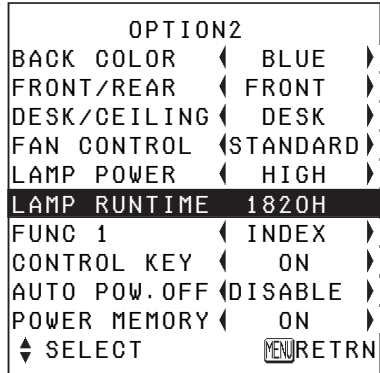 OPTION2
BACK COLOR BLUE
FRONT/REAR FRONT
DESK/CEILING DESK
FAN CONTROL STANDARD
LAMP POWER HIGH
LAMP RUNTIME 1820H
FUNC 1 INDEX
CONTROL KEY ON
AUTO POW.OFF DISABLE
POWER MEMORY ON
SELECT MENU RETRN